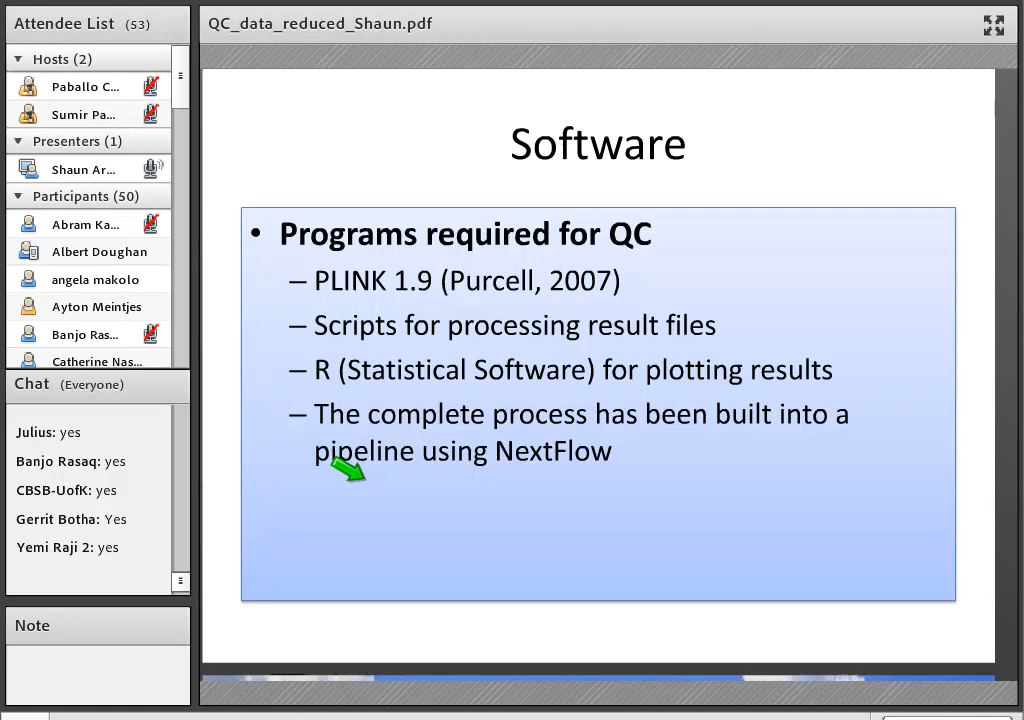 Attendee List (53)
Hosts (2)
Paballo C...
Sumir Pa...
Presenters (1)
Shaun Ar...
Participants (50)
Abram Ka...
Albert Doughan
angela makolo
Ayton Meintjes
Banjo Ras...
Catherine Nas...
Chat (Everyone)
Julius: yes
Banjo Rasaq: yes
CBSB-UofK: yes
Gerrit Botha: Yes
Yemi Raji 2: yes
Note
QC_data_reduced_Shaun.pdf
Software
• Programs required for QC
– PLINK 1.9 (Purcell, 2007)
– Scripts for processing result files
– R (Statistical Software) for plotting results
– The complete process has been built into a
pipeline using NextFlow